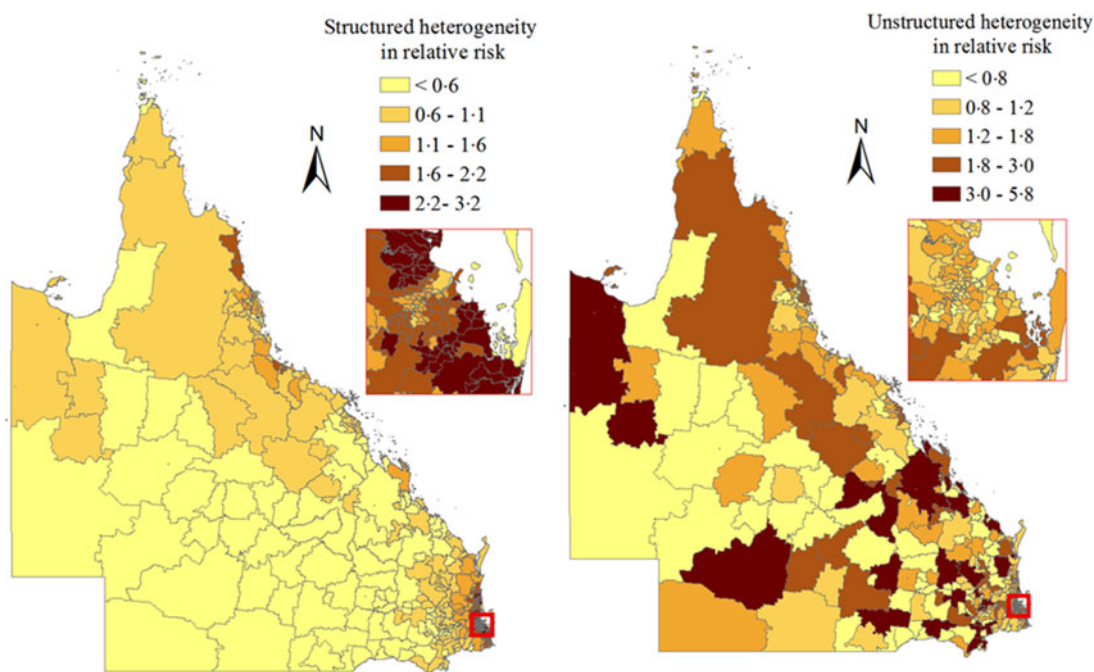 Structured heterogeneity
in relative risk
< 0·6
0·6 - 1·1
1·1 - 1·6
1·6 - 2·2
2·2- 3·2
N
Unstructured heterogeneity
in relative risk
< 0·8
0·8 - 1·2
1·2 - 1·8
1·8 - 3·0
3·0 - 5·8
N